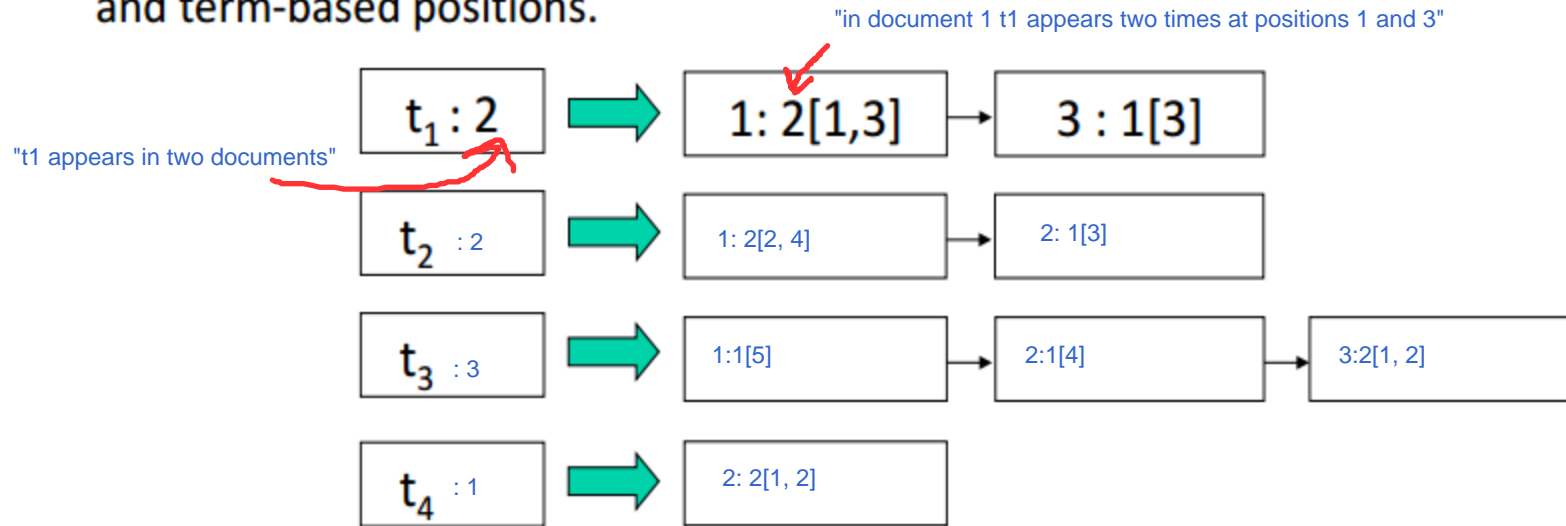 and term-based positions.
"in document 1 t1 appears two times at positions 1 and 3"
t₁ : 2
1: 2[1,3]
3 : 1[3]
"t1 appears in two documents"
t₂ : 2
1: 2[2, 4]
2: 1[3]
t₃ : 3
1:1[5]
2:1[4]
3:2[1, 2]
t₄ : 1
2: 2[1, 2]